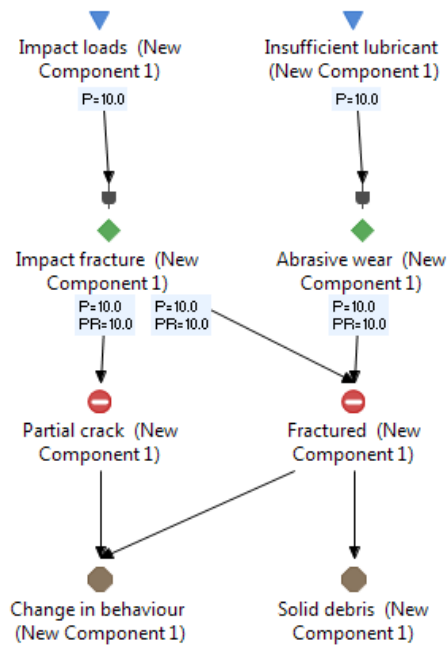 Impact loads (New
Component 1)
Insufficient lubricant
(New Component 1)
P=10.0
P=10.0
Impact fracture (New
Component 1)
Abrasive wear (New
Component 1)
P=10.0
PR=10.0
P=10.0
PR=10.0
P=10.0
PR=10.0
Partial crack (New
Component 1)
Fractured (New
Component 1)
Change in behaviour
(New Component 1)
Solid debris (New
Component 1)